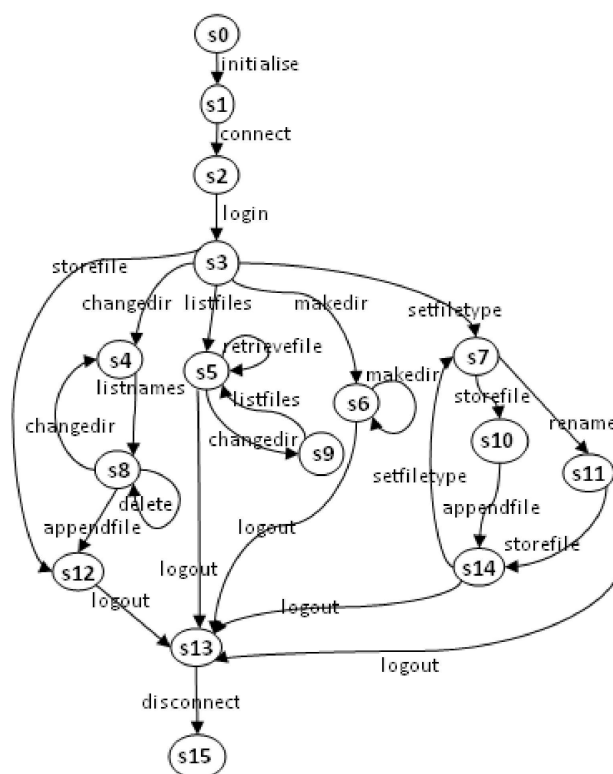 s0
initialise
s1
connect
s2
login
s3
storefile
changedir
listfiles
makedir
setfiletype
s4
s5
retrievefile
s6
makedir
s7
listnames
listfiles
storefile
rename
changedir
changedir
s9
s10
s11
s8
delete
setfiletype
appendfile
logout
appendfile
storefile
s12
s14
logout
logout
logout
logout
s13
disconnect
s15